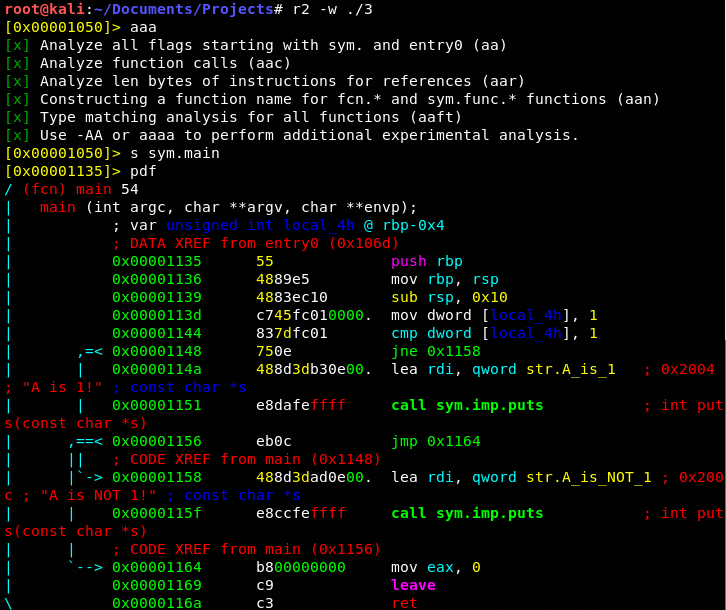 root@kali:~/Documents/Projects# r2 -w ./3
[0x00001050]> aaa
[x] Analyze all flags starting with sym. and entry0 (aa)
[x] Analyze function calls (aac)
[x] Analyze len bytes of instructions for references (aar)
[x] Constructing a function name for fcn.* and sym.func.* functions (aan)
[x] Type matching analysis for all functions (aaft)
[x] Use -AA or aaaa to perform additional experimental analysis.
[0x00001050]> s sym.main
[0x00001135]> pdf
/ (fcn) main 54
|   main (int argc, char **argv, char **envp);
|           ; var unsigned int local_4h @ rbp-0x4
|           ; DATA XREF from entry0 (0x106d)
|           0x00001135      55             push rbp
|           0x00001136      4889e5         mov rbp, rsp
|           0x00001139      4883ec10       sub rsp, 0x10
|           0x0000113d      c745fc010000.  mov dword [local_4h], 1
|           0x00001144      837dfc01       cmp dword [local_4h], 1
|       ,=< 0x00001148      750e           jne 0x1158
|       |   0x0000114a      488d3db30e00.  lea rdi, qword str.A_is_1   ; 0x2004
; "A is 1!" ; const char *s
|       |   0x00001151      e8dafeffff     call sym.imp.puts           ; int put
s(const char *s)
|      ,==< 0x00001156      eb0c           jmp 0x1164
|      ||   ; CODE XREF from main (0x1148)
|      |`-> 0x00001158      488d3dad0e00.  lea rdi, qword str.A_is_NOT_1 ; 0x200
c ; "A is NOT 1!" ; const char *s
|      |    0x0000115f      e8ccfeffff     call sym.imp.puts           ; int put
s(const char *s)
|      |    ; CODE XREF from main (0x1156)
|      `--> 0x00001164      b800000000     mov eax, 0
|           0x00001169      c9             leave
\           0x0000116a      c3             ret